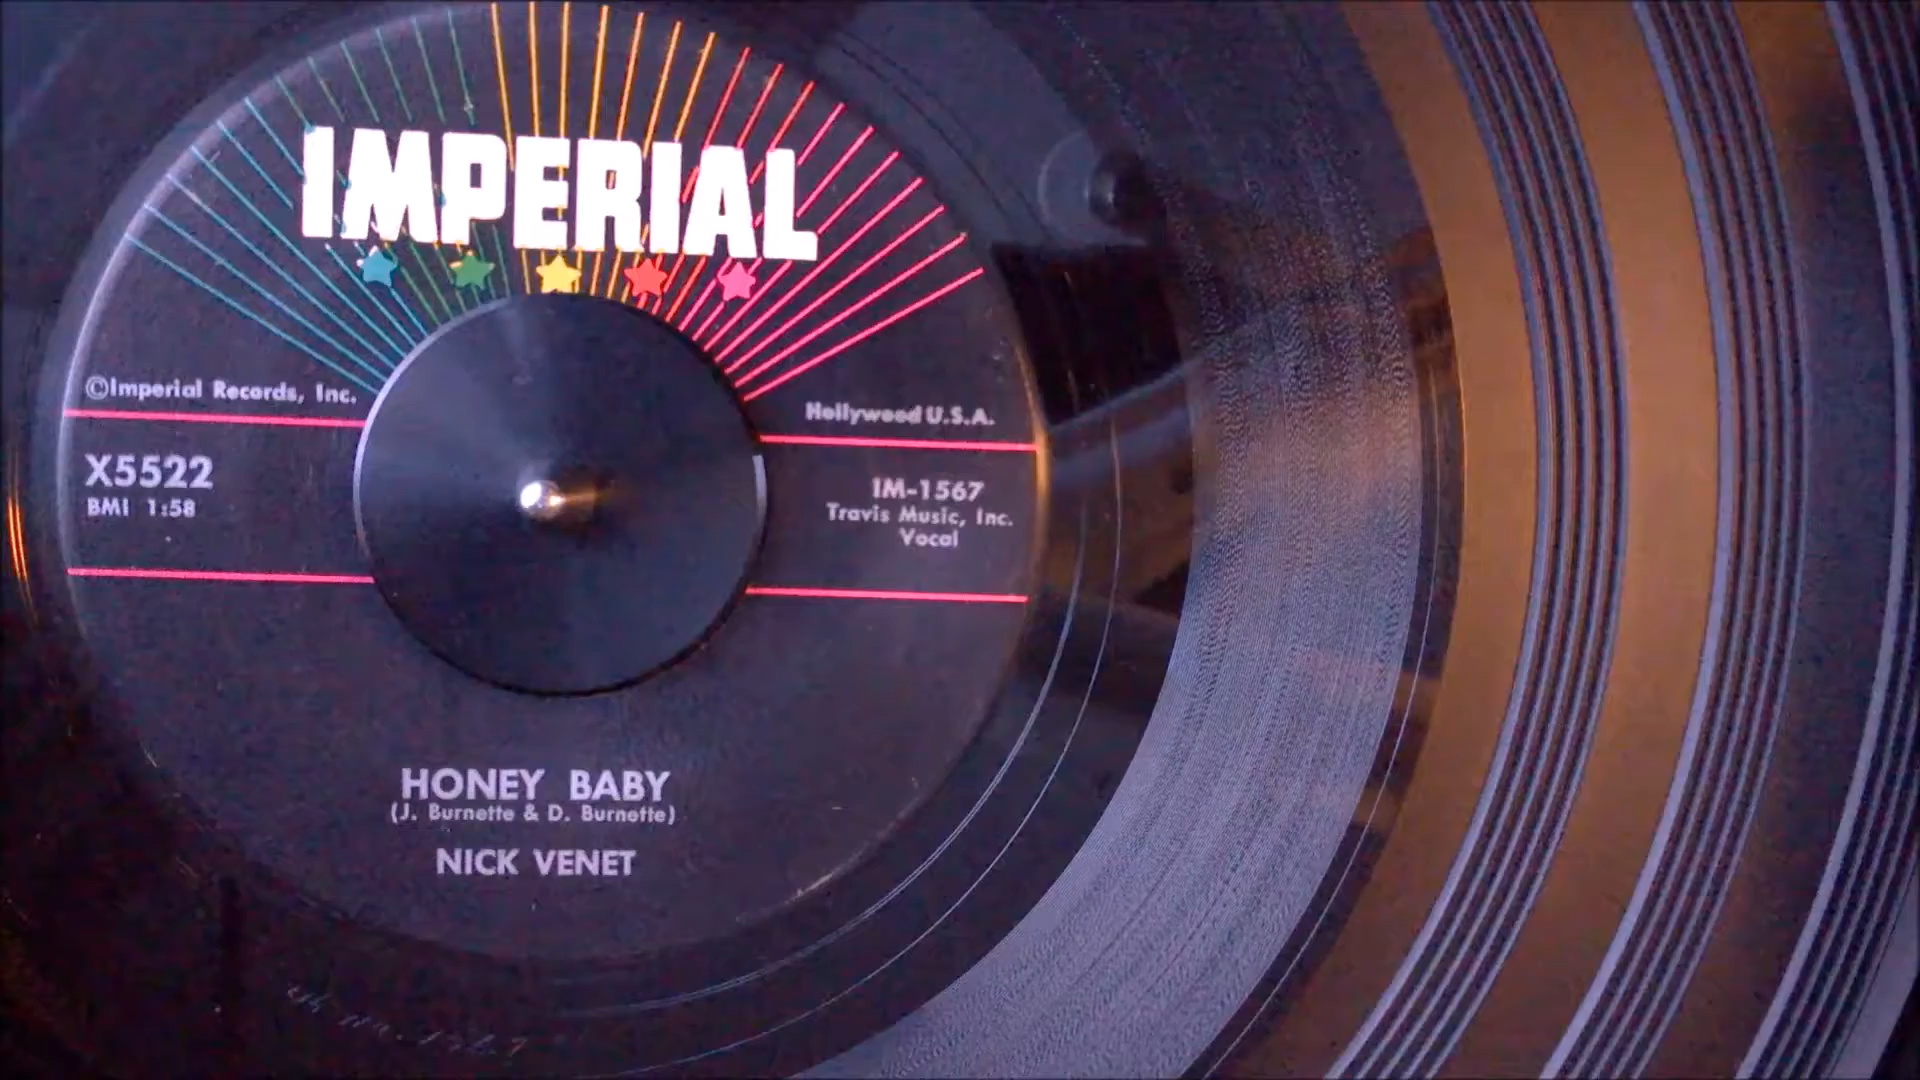 IMPERIAL
©Imperial Records, Inc.
Hollywood U.S.A.
X5522
BMI 1:58
IM-1567
Travis Music, Inc.
Vocal
HONEY BABY
(J. Burnette & D. Burnette)
NICK VENET